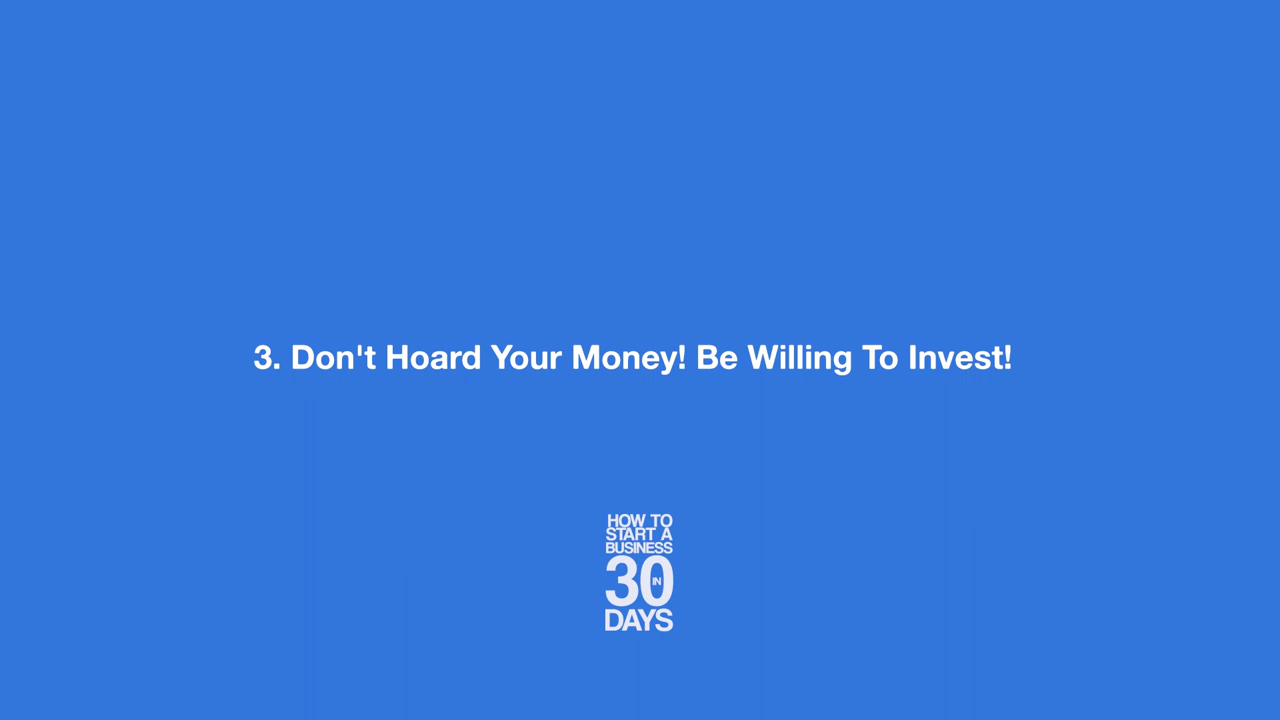 3. Don't Hoard Your Money! Be Willing To Invest!
HOW TO
START A
BUSINESS
30
IN
DAYS